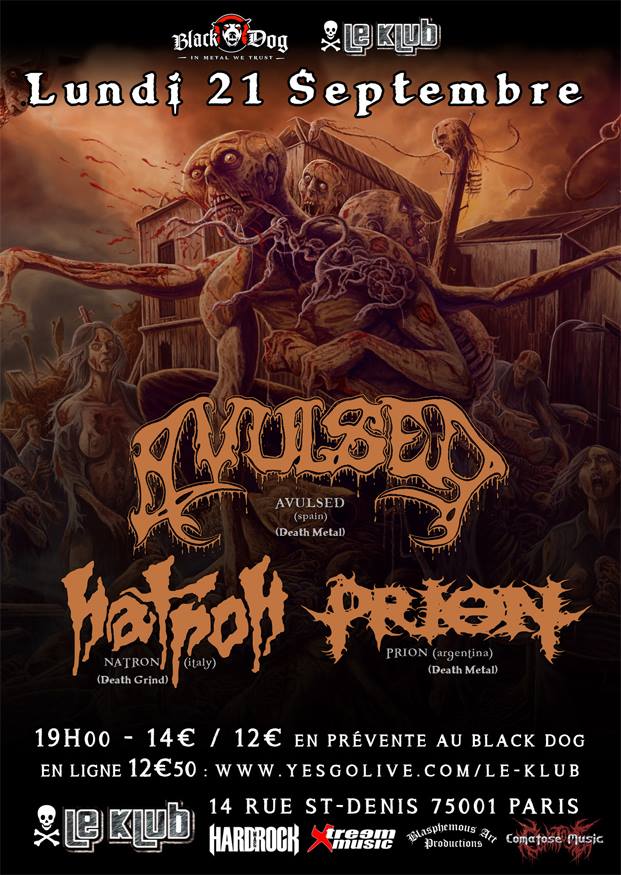 Black Dog
IN METAL WE TRUST
LE KLUB
Lundi 21 Septembre
AVULSED
AVULSED
(spain)
(Death Metal)
NATRON
PRION
NATRON (italy)
(Death Grind)
PRION (argentina)
(Death Metal)
19H00 - 14€ / 12€ EN PRÉVENTE AU BLACK DOG
EN LIGNE 12€50 : WWW.YESGOLIVE.COM/LE-KLUB
LE KLUB
14 RUE ST-DENIS 75001 PARIS
HARDROCK
Xtream music
Blasphemous Art Productions
Comatose Music